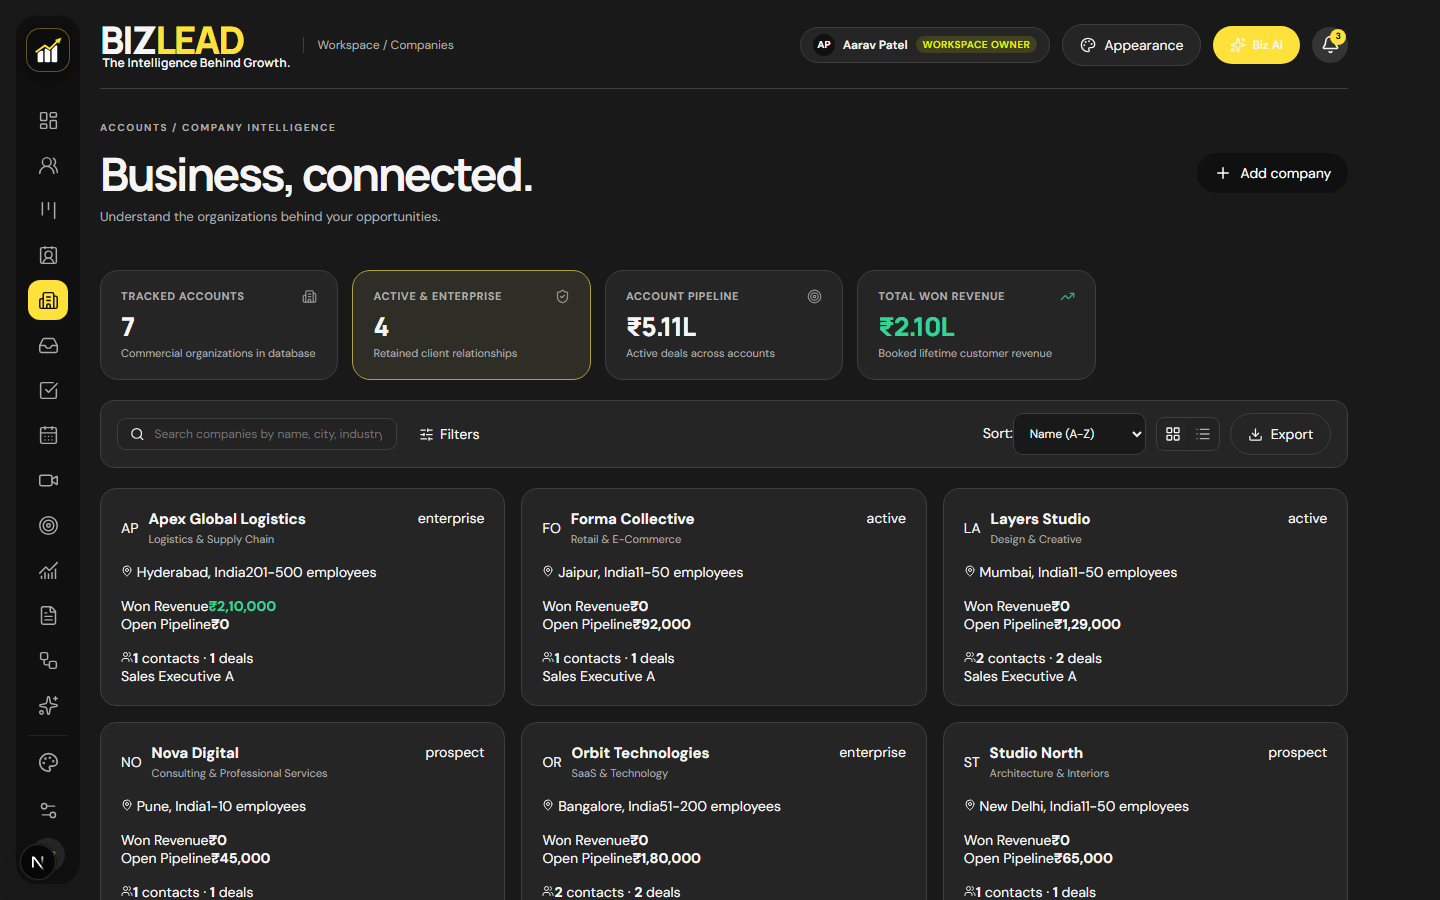 BIZLEAD
The Intelligence Behind Growth.
Workspace / Companies
AP Aarav Patel WORKSPACE OWNER
Appearance
Biz AI
3
ACCOUNTS / COMPANY INTELLIGENCE
Business, connected.
Understand the organizations behind your opportunities.
Add company
TRACKED ACCOUNTS
7
Commercial organizations in database
ACTIVE & ENTERPRISE
4
Retained client relationships
ACCOUNT PIPELINE
₹5.11L
Active deals across accounts
TOTAL WON REVENUE
₹2.10L
Booked lifetime customer revenue
Search companies by name, city, industry
Filters
Sort: Name (A-Z)
Export
AP Apex Global Logistics enterprise
Logistics & Supply Chain
Hyderabad, India201-500 employees
Won Revenue₹2,10,000
Open Pipeline₹0
1 contacts · 1 deals
Sales Executive A
FO Forma Collective active
Retail & E-Commerce
Jaipur, India11-50 employees
Won Revenue₹0
Open Pipeline₹92,000
1 contacts · 1 deals
Sales Executive A
LA Layers Studio active
Design & Creative
Mumbai, India11-50 employees
Won Revenue₹0
Open Pipeline₹1,29,000
2 contacts · 2 deals
Sales Executive A
NO Nova Digital prospect
Consulting & Professional Services
Pune, India1-10 employees
Won Revenue₹0
Open Pipeline₹45,000
1 contacts · 1 deals
OR Orbit Technologies enterprise
SaaS & Technology
Bangalore, India51-200 employees
Won Revenue₹0
Open Pipeline₹1,80,000
2 contacts · 2 deals
ST Studio North prospect
Architecture & Interiors
New Delhi, India11-50 employees
Won Revenue₹0
Open Pipeline₹65,000
1 contacts · 1 deals
N